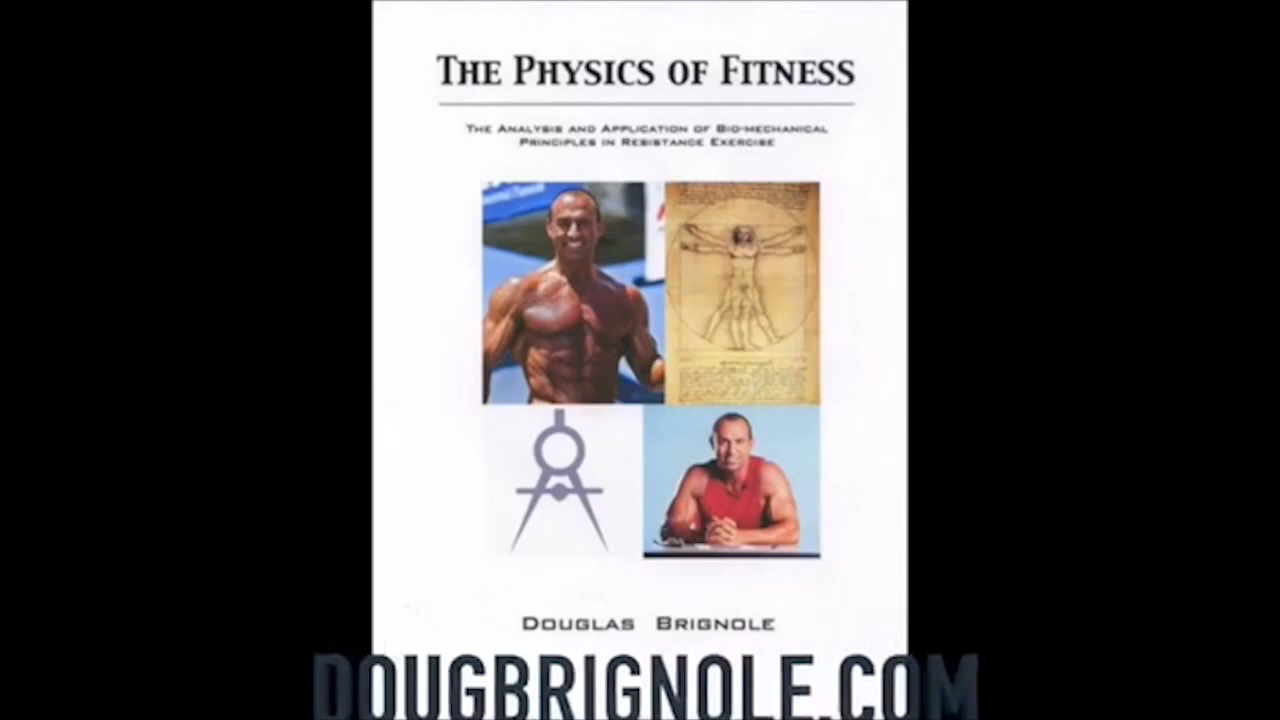 THE PHYSICS OF FITNESS
THE ANALYSIS AND APPLICATION OF BIO-MECHANICAL
PRINCIPLES IN RESISTANCE EXERCISE
DOUGLAS BRIGNOLE
DOUGBRIGNOLE.COM